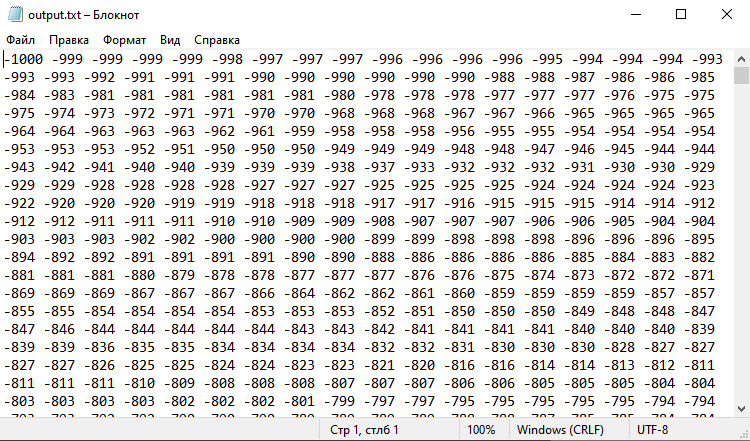 output.txt – Блокнот
Файл Правка Формат Вид Справка
-1000 -999 -999 -999 -999 -998 -997 -997 -997 -996 -996 -996 -996 -995 -994 -994 -994 -993
-993 -993 -992 -991 -991 -991 -990 -990 -990 -990 -990 -990 -988 -988 -987 -986 -986 -985
-984 -983 -981 -981 -981 -981 -981 -981 -980 -978 -978 -978 -977 -977 -977 -976 -975 -975
-975 -974 -973 -972 -971 -971 -970 -970 -968 -968 -968 -967 -967 -966 -965 -965 -965 -965
-964 -964 -963 -963 -963 -962 -961 -959 -958 -958 -958 -956 -955 -955 -954 -954 -954 -954
-953 -953 -953 -952 -951 -950 -950 -950 -949 -949 -949 -948 -948 -947 -946 -945 -944 -944
-943 -942 -941 -940 -940 -939 -939 -939 -938 -937 -933 -932 -932 -932 -931 -930 -930 -929
-929 -929 -928 -928 -928 -928 -927 -927 -927 -925 -925 -925 -925 -924 -924 -924 -924 -923
-922 -920 -920 -920 -919 -919 -918 -918 -918 -917 -917 -916 -915 -915 -915 -914 -914 -912
-912 -912 -911 -911 -911 -910 -910 -909 -909 -908 -907 -907 -907 -906 -906 -905 -904 -904
-903 -903 -903 -902 -902 -900 -900 -900 -900 -899 -899 -898 -898 -898 -896 -896 -896 -895
-894 -892 -892 -891 -891 -891 -891 -890 -890 -888 -886 -886 -886 -886 -885 -884 -883 -882
-881 -881 -881 -880 -879 -878 -878 -877 -877 -877 -876 -876 -875 -874 -873 -872 -872 -871
-869 -869 -869 -867 -867 -867 -866 -864 -862 -862 -861 -860 -859 -859 -859 -859 -857 -857
-855 -855 -854 -854 -854 -854 -853 -853 -853 -852 -851 -850 -850 -850 -849 -848 -848 -847
-847 -846 -844 -844 -844 -844 -844 -843 -843 -842 -841 -841 -841 -841 -840 -840 -840 -839
-839 -839 -836 -835 -835 -834 -834 -834 -834 -832 -832 -831 -830 -830 -830 -828 -827 -827
-827 -827 -826 -825 -825 -824 -824 -823 -823 -821 -820 -816 -816 -814 -814 -813 -812 -811
-811 -811 -811 -810 -809 -808 -808 -808 -807 -807 -807 -806 -806 -805 -805 -805 -804 -804
-803 -803 -803 -803 -802 -802 -802 -801 -799 -797 -797 -795 -795 -795 -795 -795 -794 -794
Стр 1, стлб 1 100% Windows (CRLF) UTF-8